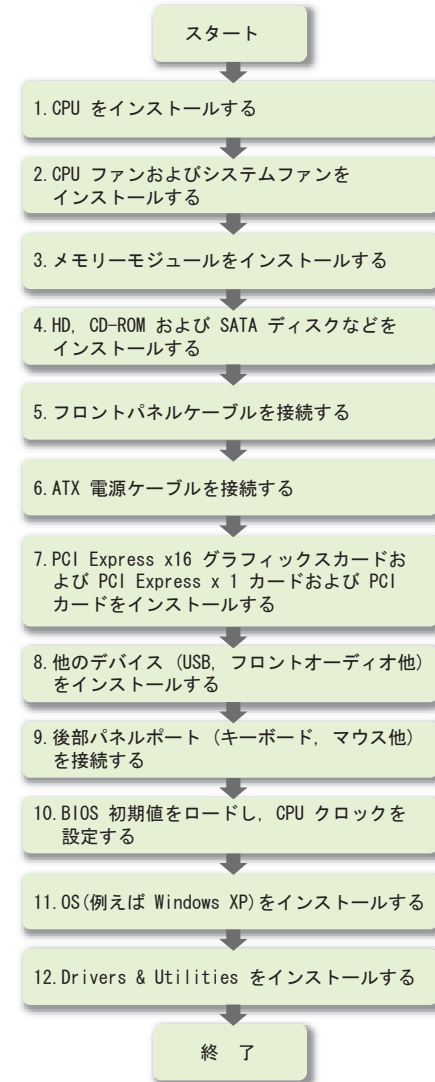 スタート
1.CPU をインストールする
2.CPU ファンおよびシステムファンを
インストールする
3.メモリーモジュールをインストールする
4.HD, CD-ROM および SATA ディスクなどを
インストールする
5.フロントパネルケーブルを接続する
6.ATX 電源ケーブルを接続する
7.PCI Express x16 グラフィックスカードお
よび PCI Express x 1 カードおよび PCI
カードをインストールする
8.他のデバイス (USB, フロントオーディオ他)
をインストールする
9.後部パネルポート (キーボード, マウス他)
を接続する
10.BIOS 初期値をロードし, CPU クロックを
設定する
11.OS(例えば Windows XP)をインストールする
12.Drivers & Utilities をインストールする
終 了